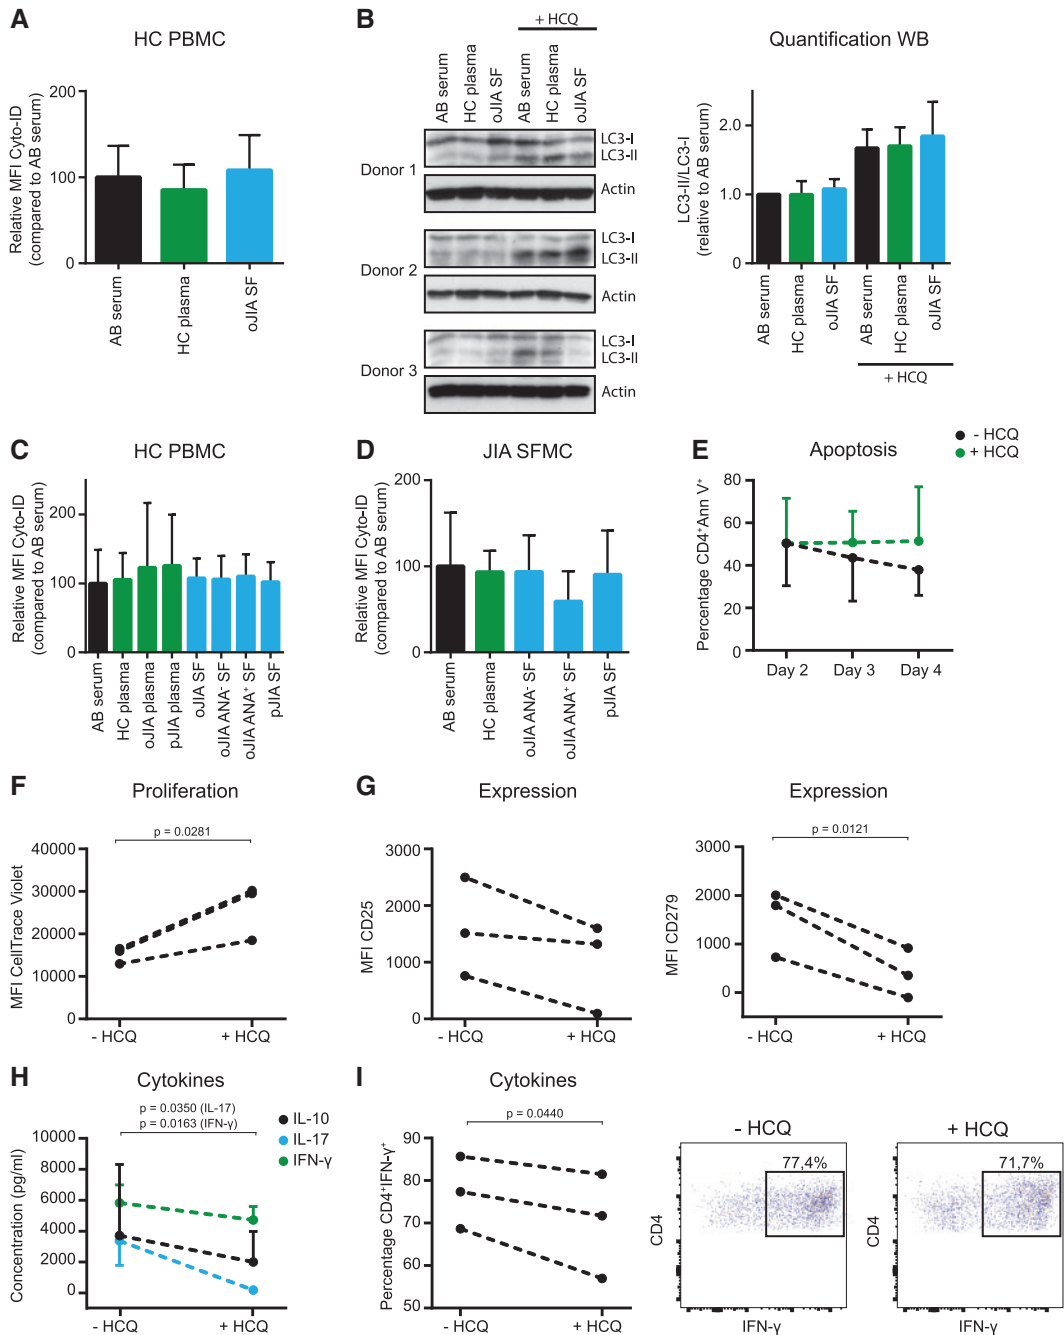 A
HC PBMC
Relative MFI Cyto-ID
(compared to AB serum)
200
100
0
AB serum
HC plasma
oJIA SF
B
+ HCQ
AB serum
HC plasma
oJIA SF
AB serum
HC plasma
oJIA SF
Donor 1
LC3-I
LC3-II
Actin
Donor 2
LC3-I
LC3-II
Actin
Donor 3
LC3-I
LC3-II
Actin
Quantification WB
LC3-II/LC3-I
(relative to AB serum)
2.0
1.0
0
AB serum
HC plasma
oJIA SF
AB serum
HC plasma
oJIA SF
+ HCQ
C
HC PBMC
Relative MFI Cyto-ID
(compared to AB serum)
200
100
0
AB serum
HC plasma
oJIA plasma
pJIA plasma
oJIA SF
oJIA ANA⁻ SF
oJIA ANA⁺ SF
pJIA SF
D
JIA SFMC
Relative MFI Cyto-ID
(compared to AB serum)
200
100
0
AB serum
HC plasma
oJIA ANA⁻ SF
oJIA ANA⁺ SF
pJIA SF
E
Apoptosis
- HCQ
+ HCQ
Percentage CD4⁺Ann V⁺
80
60
40
20
0
Day 2
Day 3
Day 4
F
Proliferation
p = 0.0281
MFI CellTrace Violet
40000
30000
20000
10000
0
- HCQ
+ HCQ
G
Expression
MFI CD25
3000
2000
1000
0
- HCQ
+ HCQ
Expression
p = 0.0121
MFI CD279
3000
2000
1000
0
- HCQ
+ HCQ
H
Cytokines
p = 0.0350 (IL-17)
p = 0.0163 (IFN-γ)
IL-10
IL-17
IFN-γ
Concentration (pg/ml)
10000
8000
6000
4000
2000
0
- HCQ
+ HCQ
I
Cytokines
p = 0.0440
Percentage CD4⁺IFN-γ⁺
90
80
70
60
50
- HCQ
+ HCQ
- HCQ
77,4%
CD4
IFN-γ
+ HCQ
71,7%
CD4
IFN-γ